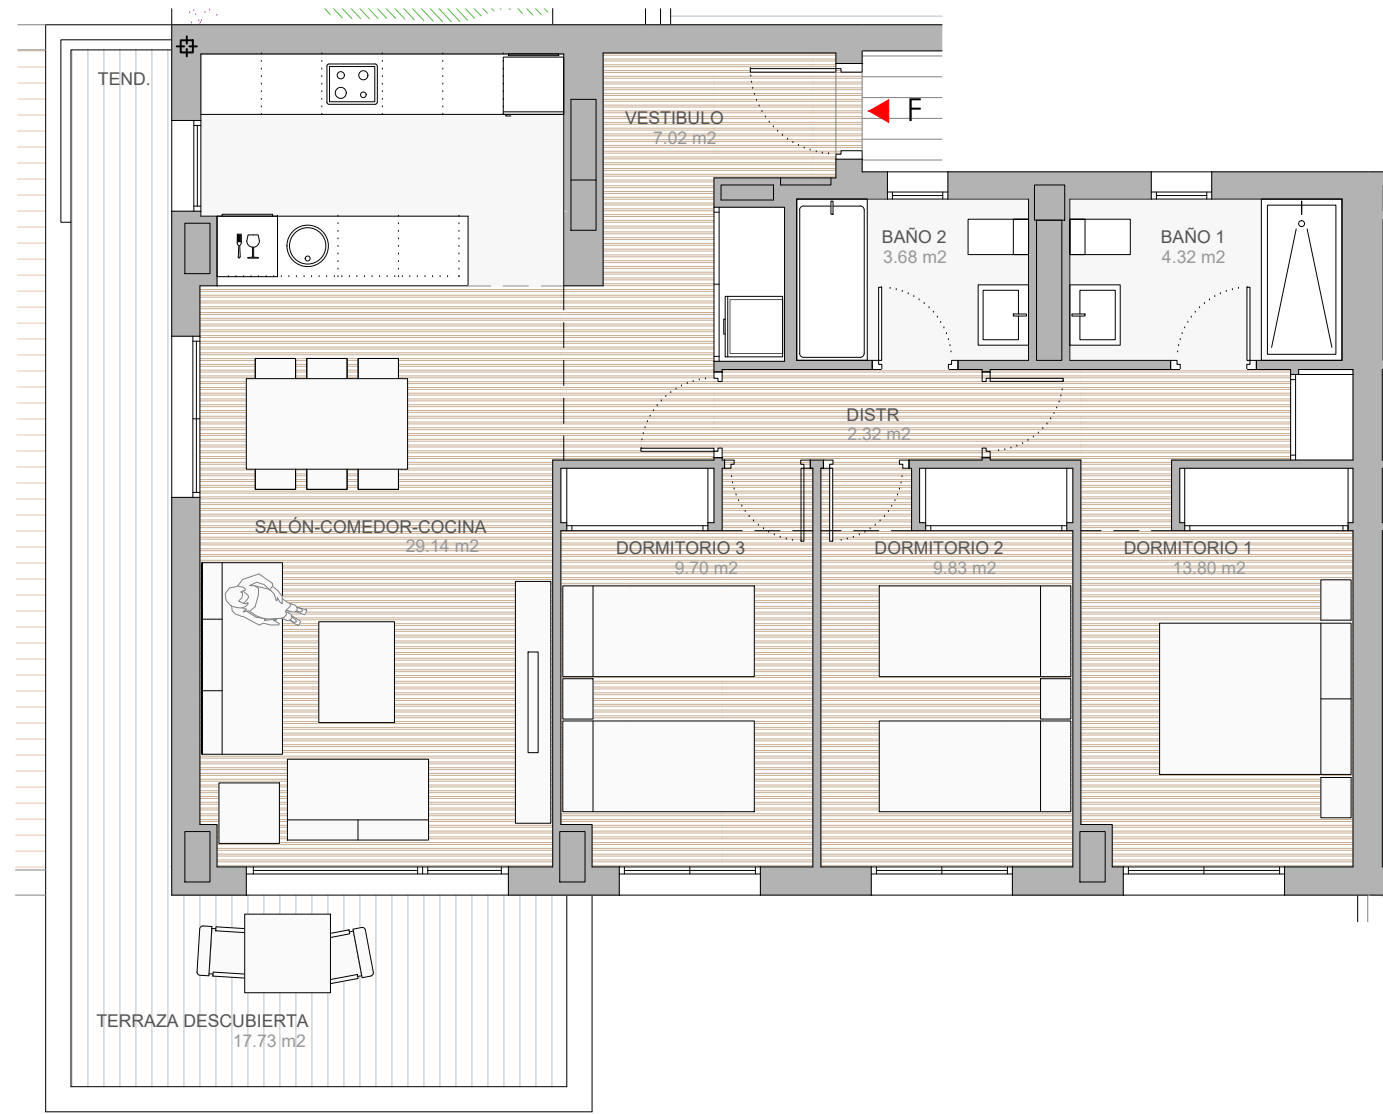 TEND.
VESTIBULO
7.02 m2
F
BAÑO 2
3.68 m2
BAÑO 1
4.32 m2
DISTR
2.32 m2
SALÓN-COMEDOR-COCINA
29.14 m2
DORMITORIO 3
9.70 m2
DORMITORIO 2
9.83 m2
DORMITORIO 1
13.80 m2
TERRAZA DESCUBIERTA
17.73 m2